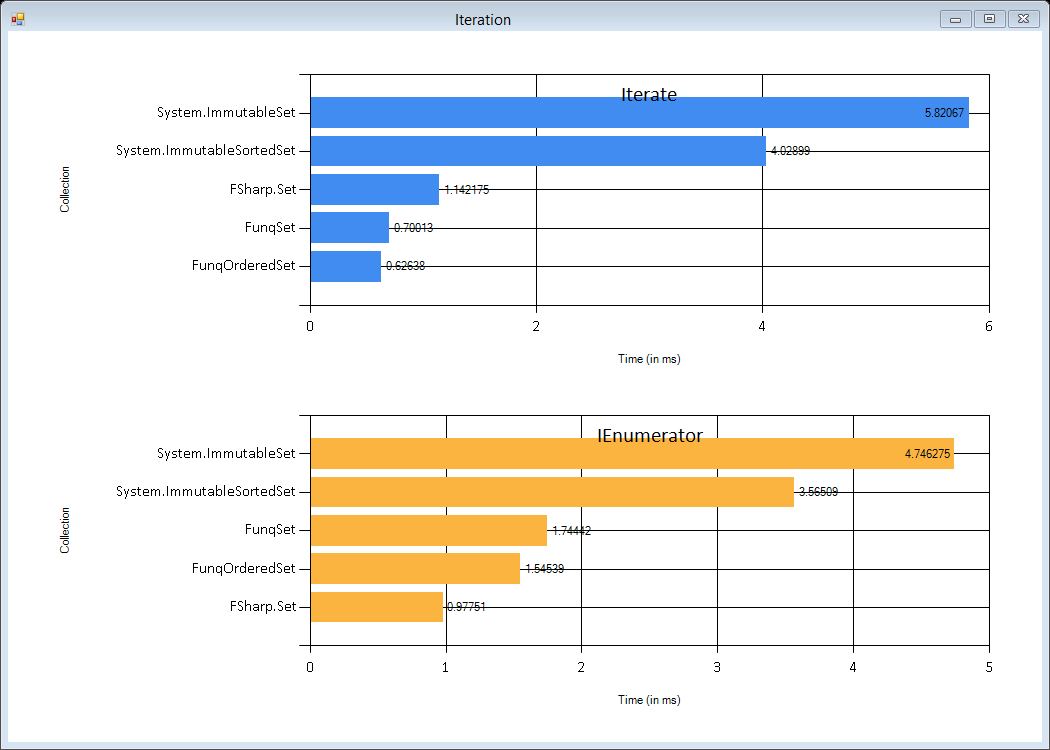 Iteration
Iterate
Collection
System.ImmutableSet 5.82067
System.ImmutableSortedSet 4.02899
FSharp.Set 1.142175
FunqSet 0.70013
FunqOrderedSet 0.62638
0 2 4 6
Time (in ms)
IEnumerator
Collection
System.ImmutableSet 4.746275
System.ImmutableSortedSet 3.56509
FunqSet 1.74442
FunqOrderedSet 1.54539
FSharp.Set 0.97751
0 1 2 3 4 5
Time (in ms)